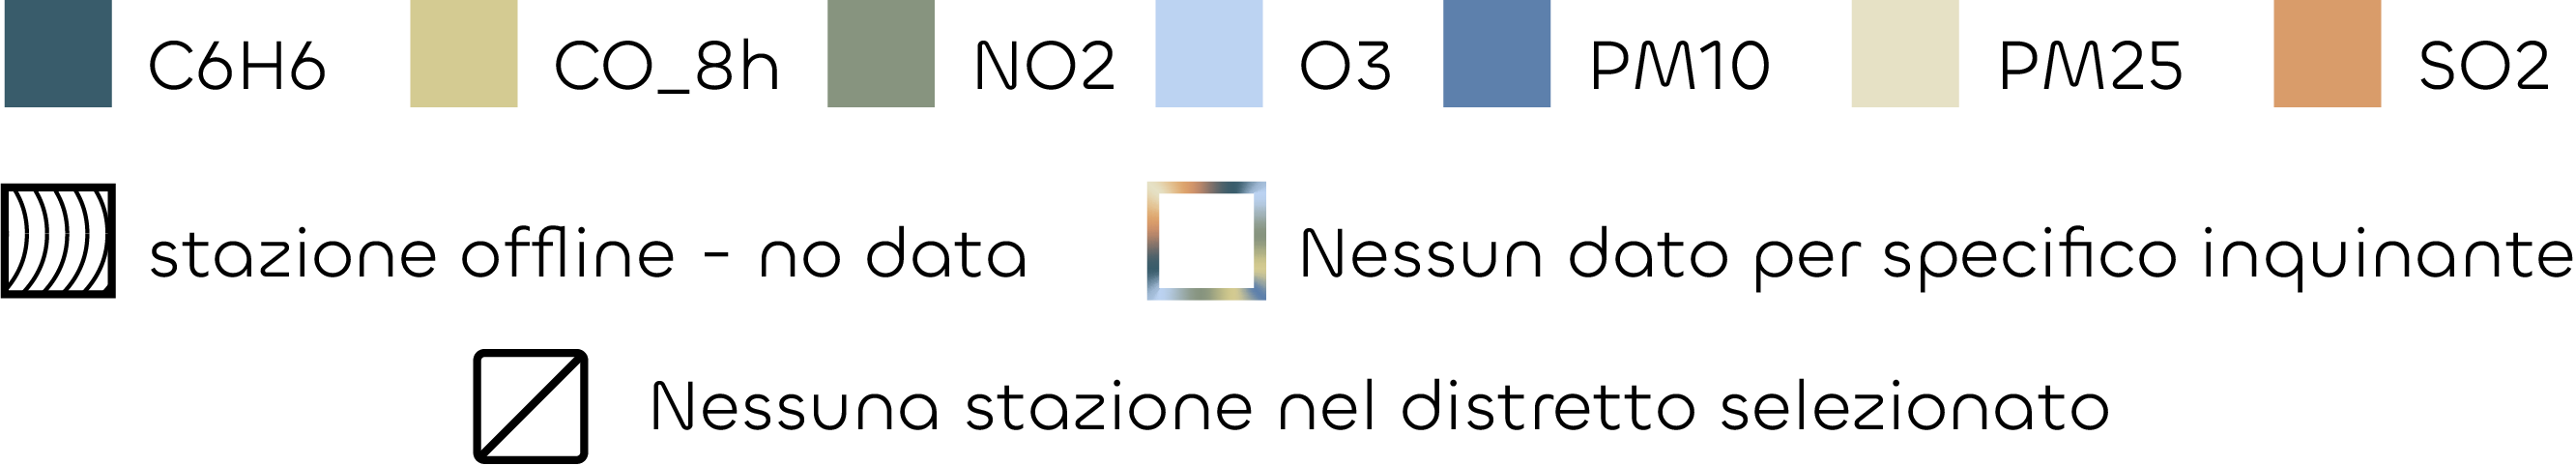 C6H6 CO_8h NO2 O3 PM10 PM25 SO2
stazione offline - no data Nessun dato per specifico inquinante
Nessuna stazione nel distretto selezionato